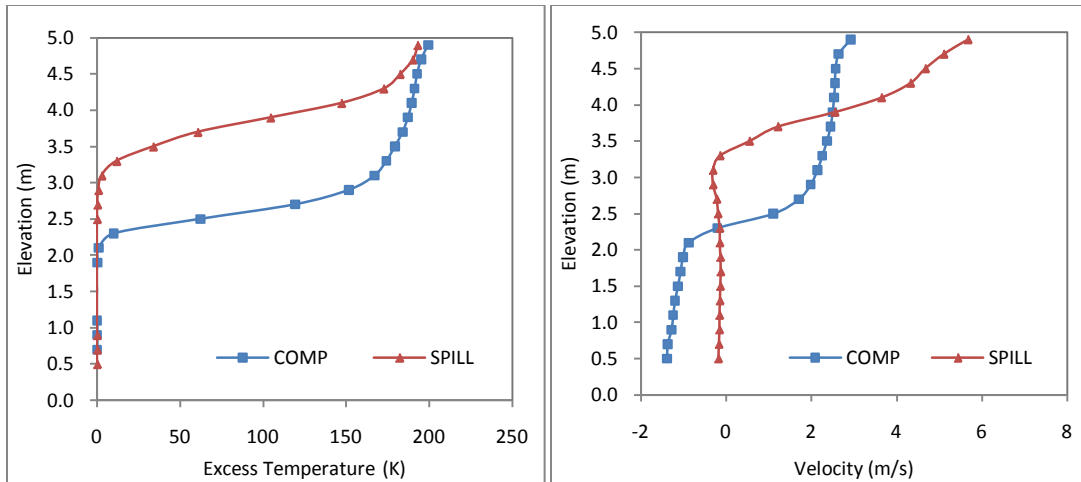 5.0
4.5
4.0
3.5
3.0
2.5
2.0
1.5
1.0
0.5
0.0
Elevation (m)
COMP SPILL
0 50 100 150 200 250
Excess Temperature (K)
5.0
4.5
4.0
3.5
3.0
2.5
2.0
1.5
1.0
0.5
0.0
Elevation (m)
COMP SPILL
-2 0 2 4 6 8
Velocity (m/s)